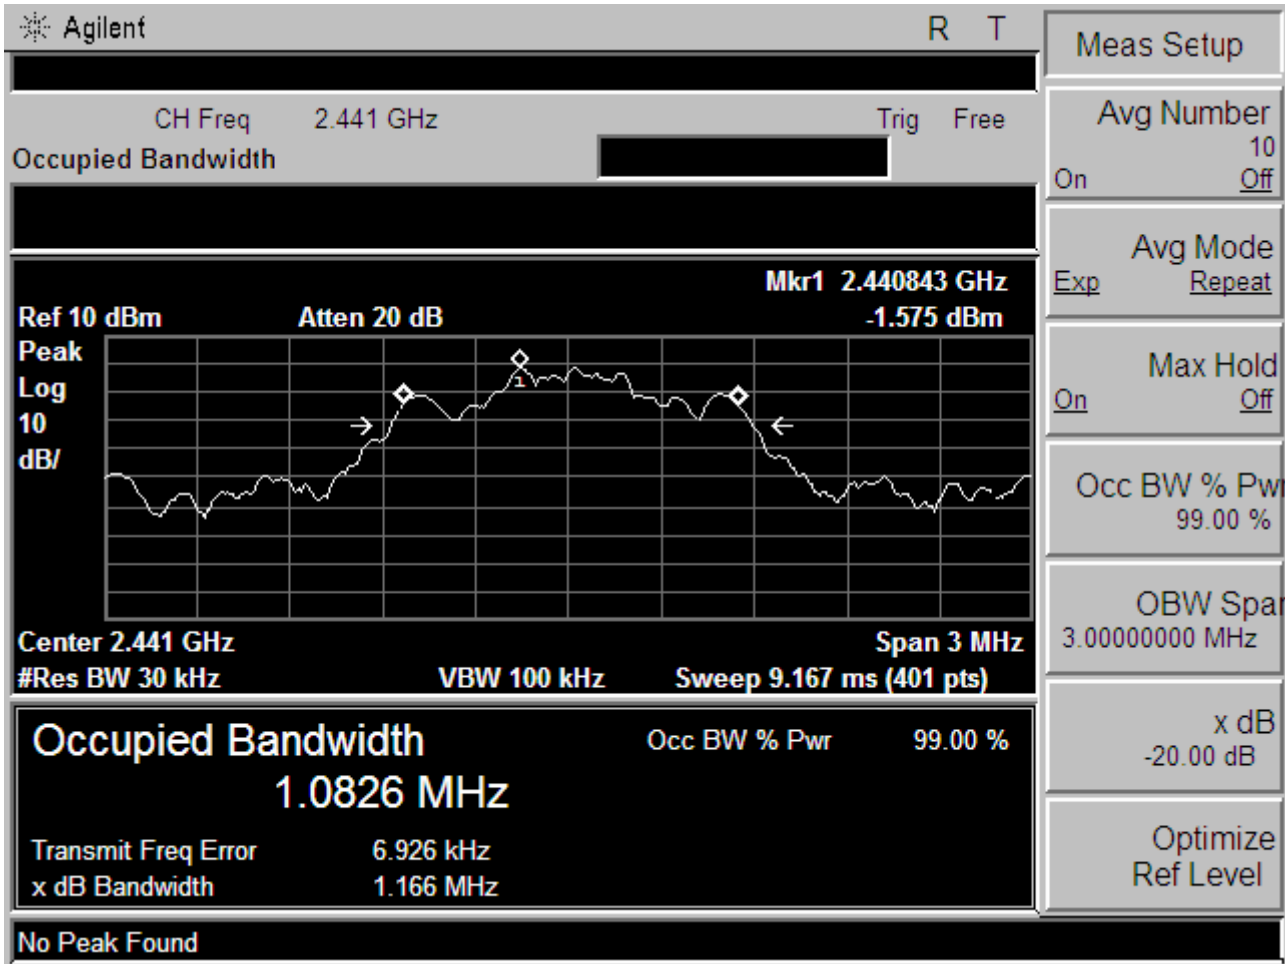 Agilent R T
Meas Setup
CH Freq 2.441 GHz Trig Free
Occupied Bandwidth
Avg Number
10
On Off
Avg Mode
Exp Repeat
Max Hold
On Off
Occ BW % Pwr
99.00 %
OBW Span
3.00000000 MHz
x dB
-20.00 dB
Optimize
Ref Level
Mkr1 2.440843 GHz
Ref 10 dBm Atten 20 dB -1.575 dBm
Peak
Log
10
dB/
1
Center 2.441 GHz Span 3 MHz
#Res BW 30 kHz VBW 100 kHz Sweep 9.167 ms (401 pts)
Occupied Bandwidth Occ BW % Pwr 99.00 %
1.0826 MHz
Transmit Freq Error 6.926 kHz
x dB Bandwidth 1.166 MHz
No Peak Found